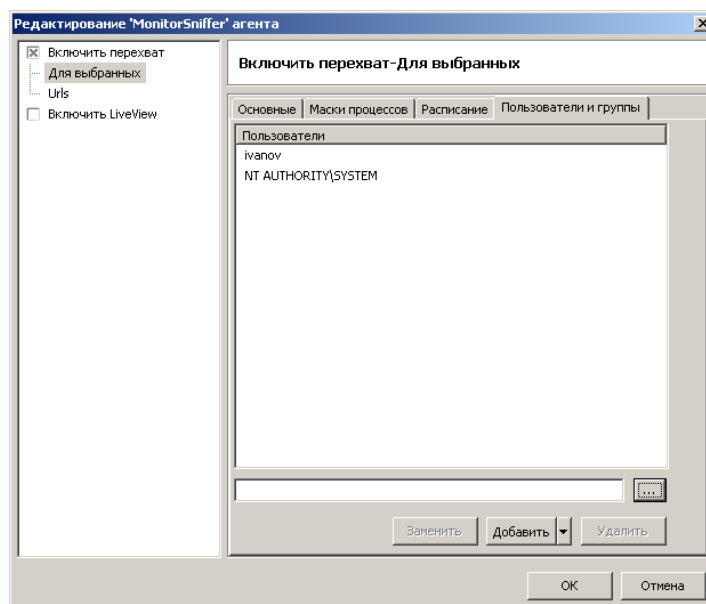 Редактирование 'MonitorSniffer' агента
Включить перехват
Для выбранных
Urls
Включить LiveView
Включить перехват-Для выбранных
Основные
Маски процессов
Расписание
Пользователи и группы
Пользователи
ivanov
NT AUTHORITY\SYSTEM
...
Заменить
Добавить
Удалить
OK
Отмена